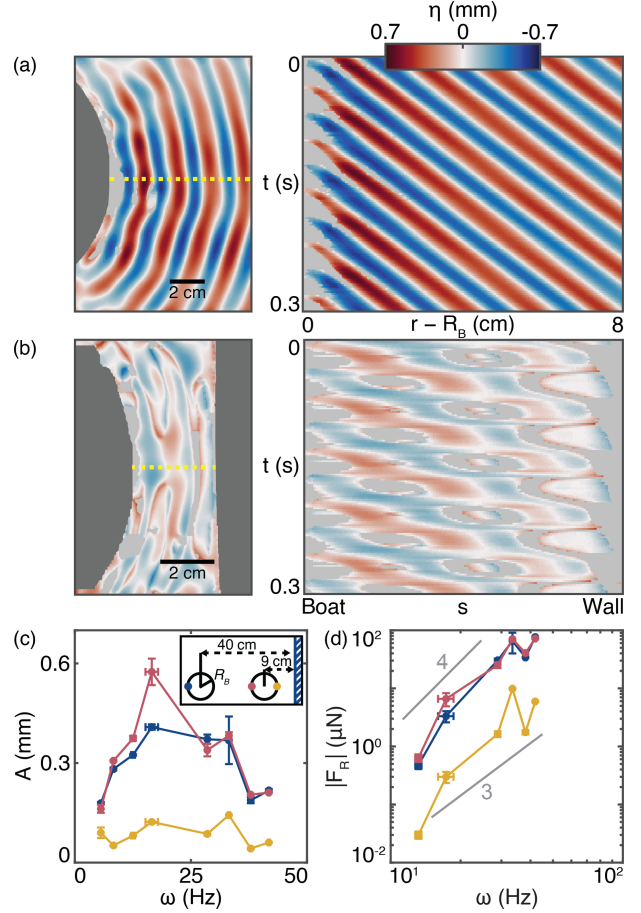 η (mm)
0.7 0 -0.7
(a)
0
t (s)
2 cm
0.3
0 r − R_B (cm) 8
(b)
0
t (s)
2 cm
0.3
Boat s Wall
(c)
(d)
40 cm
9 cm
R_B
A (mm)
0.6
0.3
0
0 25 50
ω (Hz)
|F_R| (μN)
10^2
10^0
10^-2
4
3
10^1 10^2
ω (Hz)